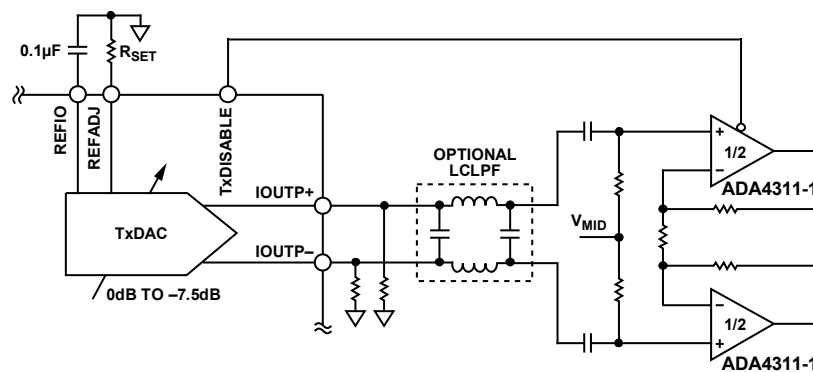 0.1µF
RSET
REFIO
REFADJ
TxDISABLE
IOUTP+
IOUTP–
TxDAC
0dB TO –7.5dB
OPTIONAL
LCLPF
VMID
+
1/2
–
ADA4311-1
–
1/2
+
ADA4311-1